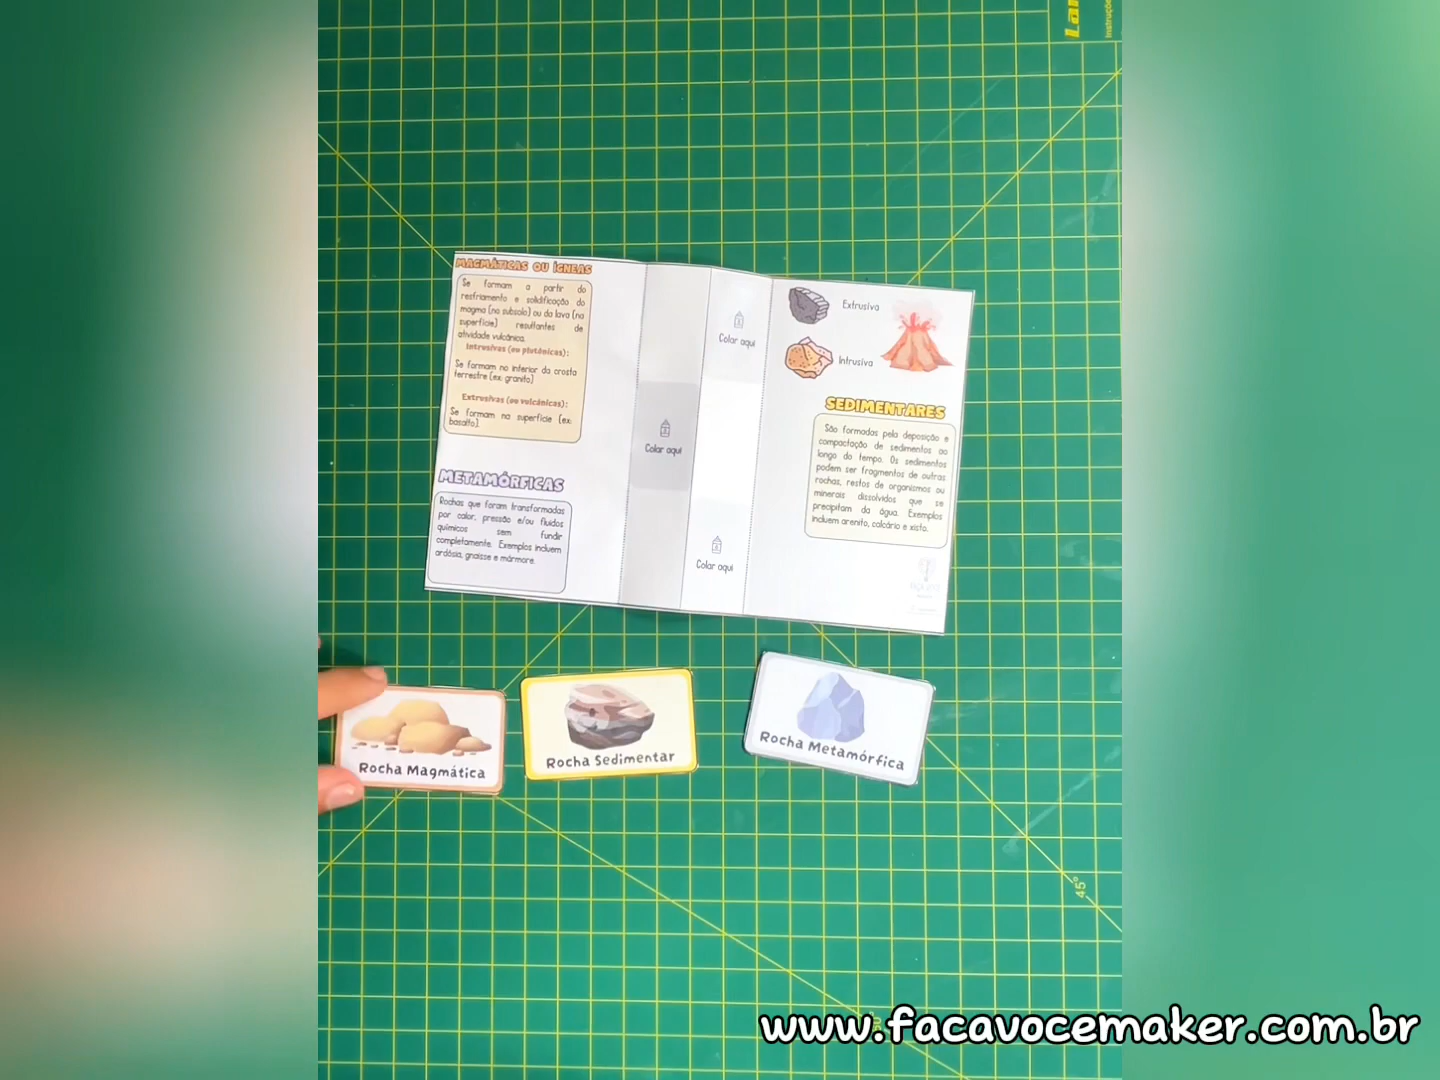 Lar
Instruçõe
MAGMÁTICAS OU ÍGNEAS
Se formam a partir do
resfriamento e solidificação do
magma (no subsolo) ou da lava (na
superfície) resultantes de
atividade vulcânica.
Intrusivas (ou plutônicas):
Se formam no interior da crosta
terrestre (ex: granito)
Extrusivas (ou vulcânicas):
Se formam na superfície (ex:
basalto).
METAMÓRFICAS
Rochas que foram transformadas
por calor, pressão e/ou fluidos
químicos sem fundir
completamente. Exemplos incluem
ardósia, gnaisse e mármore.
Colar aqui
Colar aqui
Colar aqui
Extrusiva
Intrusiva
SEDIMENTARES
São formadas pela deposição e
compactação de sedimentos ao
longo do tempo. Os sedimentos
podem ser fragmentos de outras
rochas, restos de organismos ou
minerais dissolvidos que se
precipitam da água. Exemplos
incluem arenito, calcário e xisto.
Rocha Magmática
Rocha Sedimentar
Rocha Metamórfica
45°
www.facavocemaker.com.br